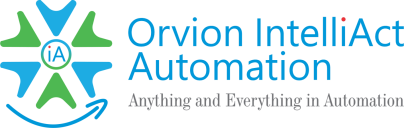 iA
Orvion IntelliAct
Automation
Anything and Everything in Automation